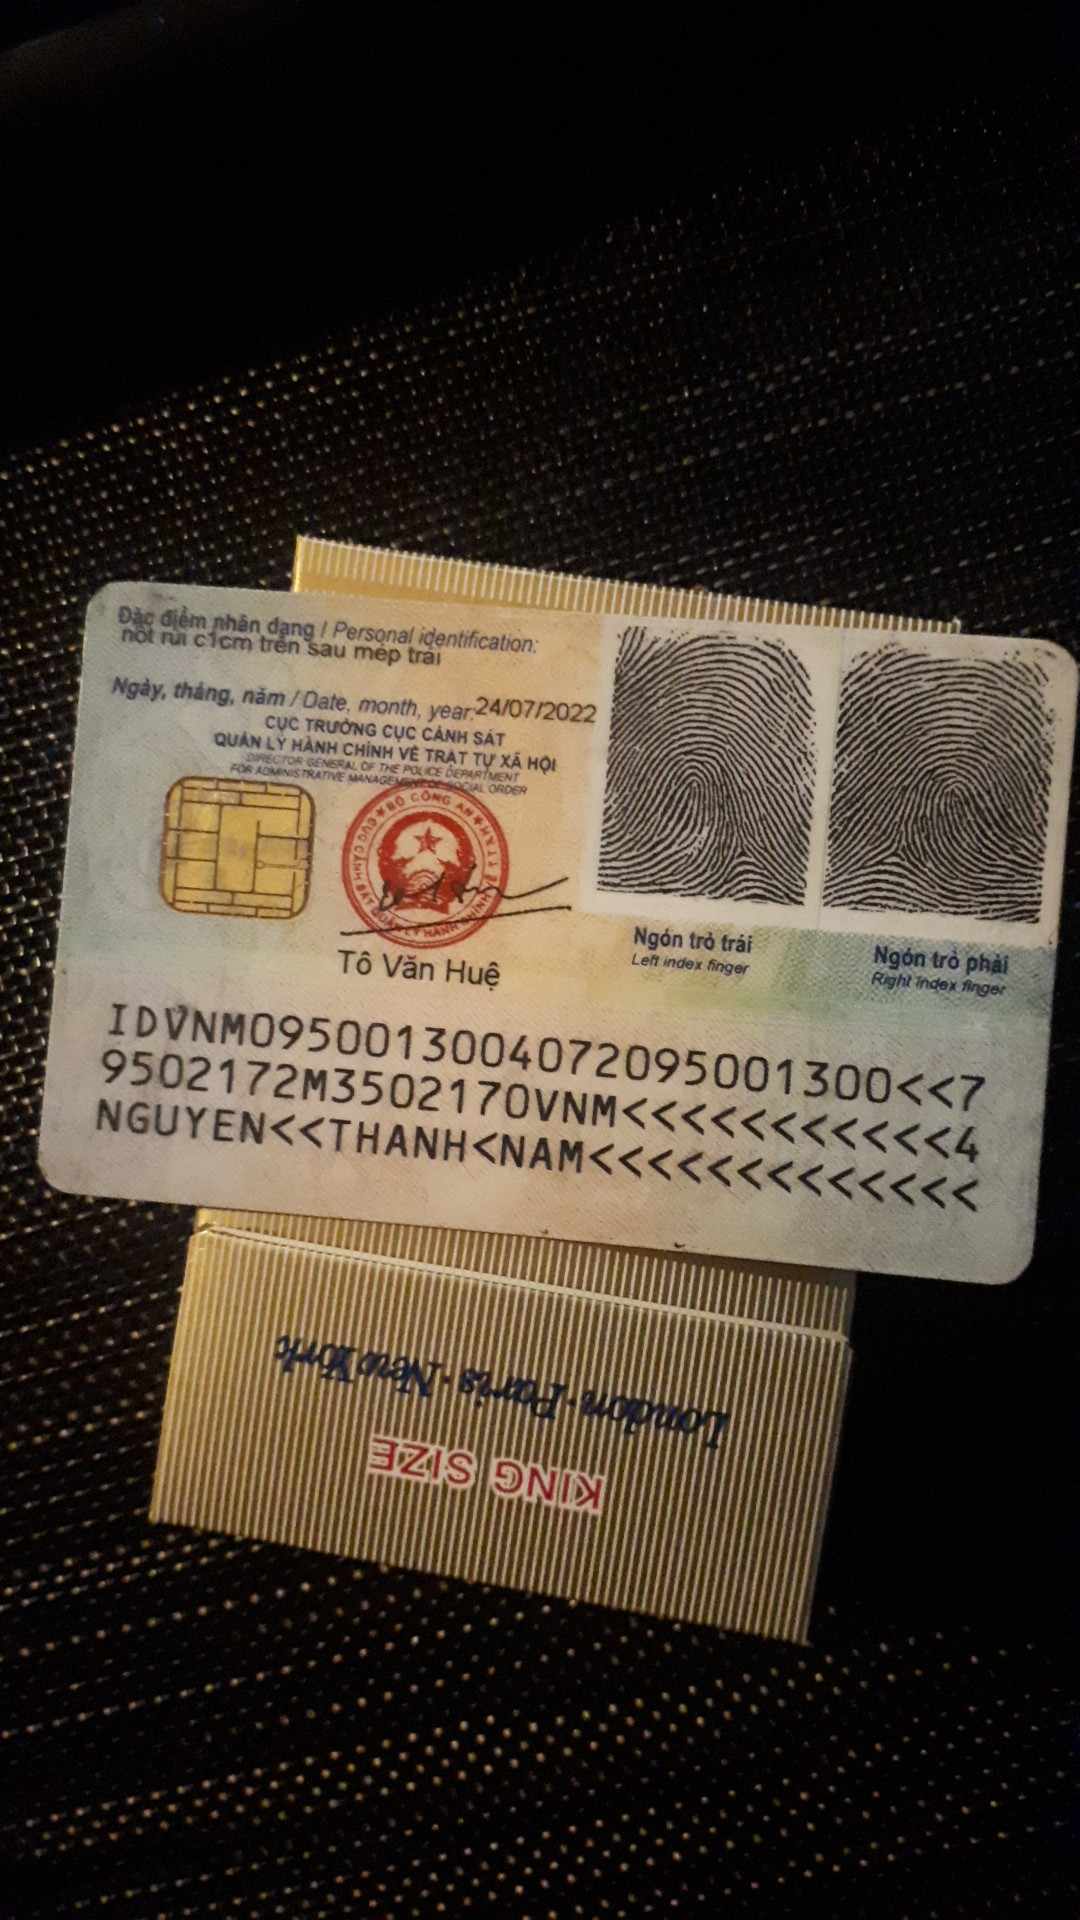 Đặc điểm nhân dạng / Personal identification:
nốt ruồi c1cm trên sau mép trái
Ngày, tháng, năm / Date, month, year: 24/07/2022
CỤC TRƯỞNG CỤC CẢNH SÁT
QUẢN LÝ HÀNH CHÍNH VỀ TRẬT TỰ XÃ HỘI
DIRECTOR GENERAL OF THE POLICE DEPARTMENT
FOR ADMINISTRATIVE MANAGEMENT OF SOCIAL ORDER
BỘ CÔNG AN
Tô Văn Huệ
Ngón trỏ trái
Left index finger
Ngón trỏ phải
Right index finger
IDVNM0950013004072095001300<<7
9502172M3502170VNM<<<<<<<<<<<4
NGUYEN<<THANH<NAM<<<<<<<<<<<<<
London·Paris·New York
KING SIZE